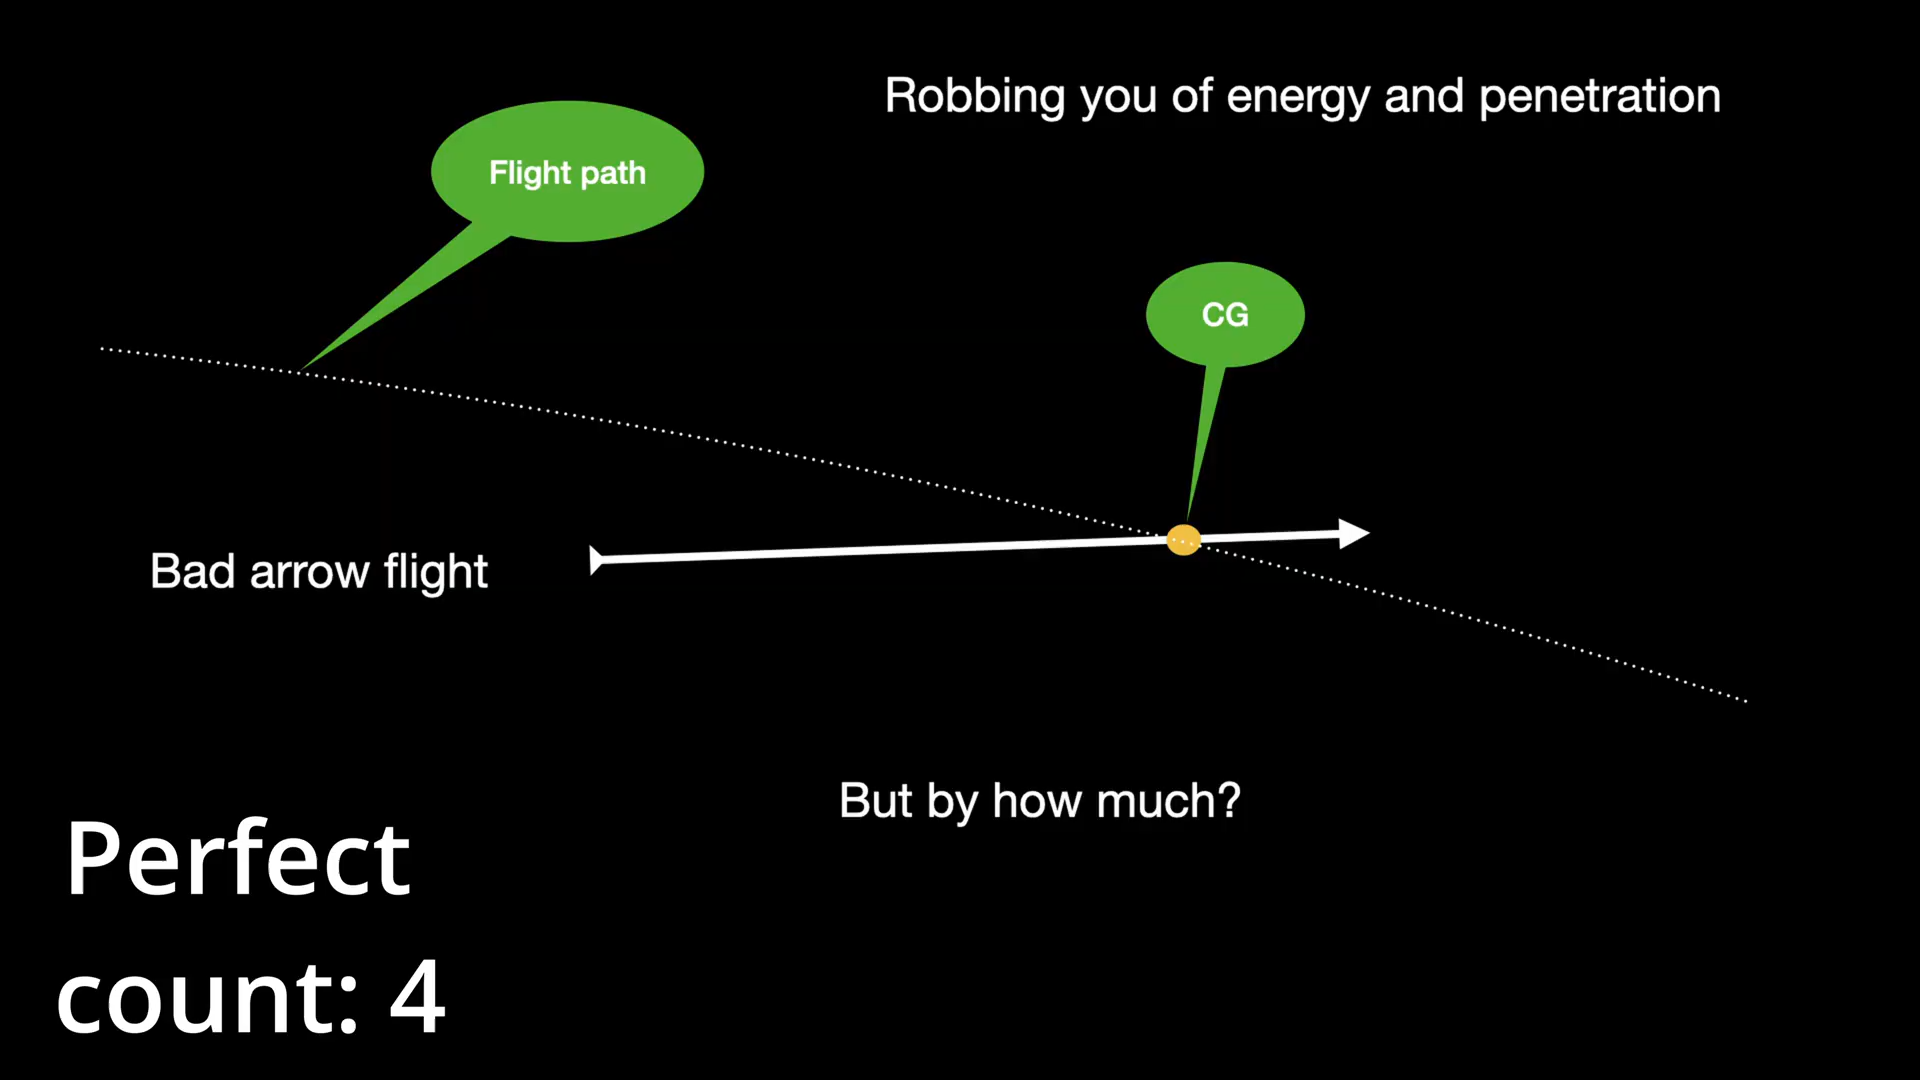 Robbing you of energy and penetration
Flight path
CG
Bad arrow flight
But by how much?
Perfect
count: 4